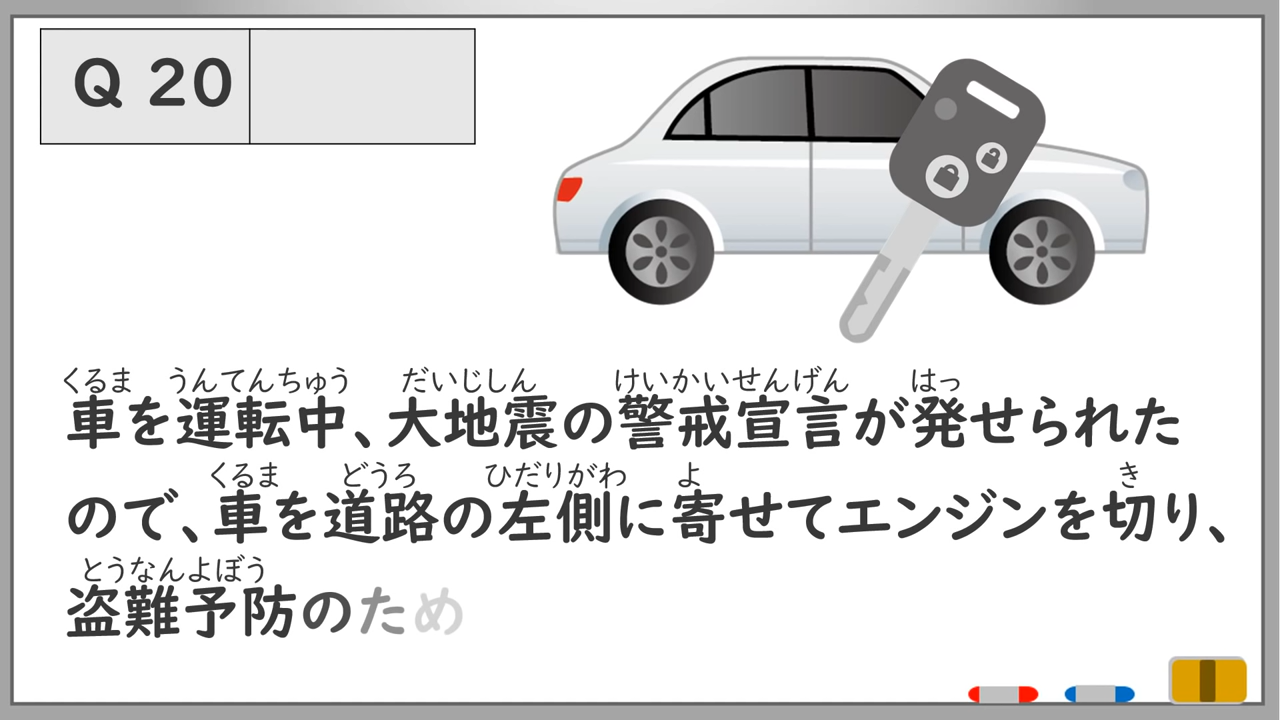 Q 20
くるま うんてんちゅう だいじしん けいかいせんげん はっ
車を運転中、大地震の警戒宣言が発せられた
くるま どうろ ひだりがわ よ き
ので、車を道路の左側に寄せてエンジンを切り、
とうなんよぼう
盗難予防のため